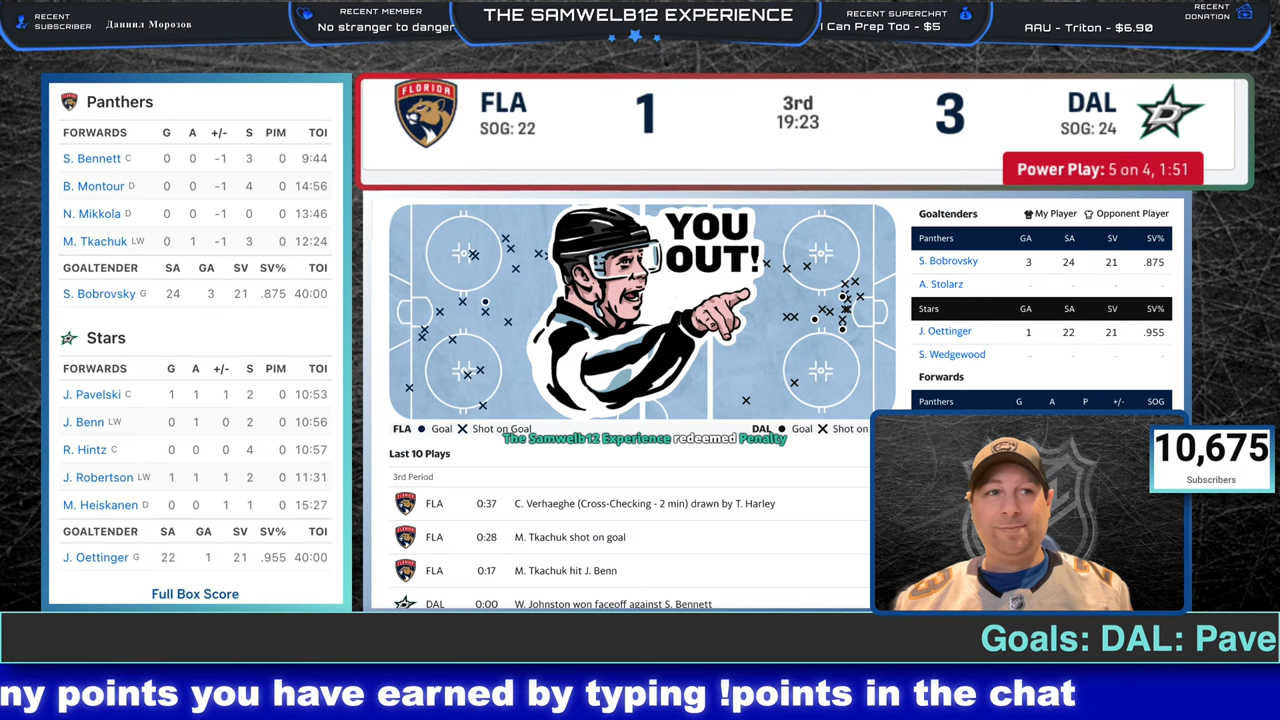 RECENT
SUBSCRIBER
Даниил Морозов
RECENT MEMBER
No stranger to danger
THE SAMWELB12 EXPERIENCE
RECENT SUPERCHAT
I Can Prep Too - $5
RECENT
DONATION
AAU - Triton - $6.90
Panthers
FORWARDS G A +/- S PIM TOI
S. Bennett C 0 0 -1 3 0 9:44
B. Montour D 0 0 -1 4 0 14:56
N. Mikkola D 0 0 -1 0 0 13:46
M. Tkachuk LW 0 1 -1 3 0 12:24
GOALTENDER SA GA SV SV% TOI
S. Bobrovsky G 24 3 21 .875 40:00
Stars
FORWARDS G A +/- S PIM TOI
J. Pavelski C 1 1 1 2 0 10:53
J. Benn LW 0 1 0 2 0 10:56
R. Hintz C 0 0 0 4 0 10:57
J. Robertson LW 1 1 1 2 0 11:31
M. Heiskanen D 0 0 1 1 0 15:27
GOALTENDER SA GA SV SV% TOI
J. Oettinger G 22 1 21 .955 40:00
Full Box Score
FLORIDA
FLA
SOG: 22
1
3rd
19:23
3
DAL
SOG: 24
Power Play: 5 on 4, 1:51
YOU
OUT!
FLA Goal Shot on Goal
DAL Goal Shot on
The Samwelb12 Experience redeemed Penalty
Last 10 Plays
3rd Period
FLA 0:37 C. Verhaeghe (Cross-Checking - 2 min) drawn by T. Harley
FLA 0:28 M. Tkachuk shot on goal
FLA 0:17 M. Tkachuk hit J. Benn
DAL 0:00 W. Johnston won faceoff against S. Bennett
Goaltenders My Player Opponent Player
Panthers GA SA SV SV%
S. Bobrovsky 3 24 21 .875
A. Stolarz - - - -
Stars GA SA SV SV%
J. Oettinger 1 22 21 .955
S. Wedgewood - - - -
Forwards
Panthers G A P +/- SOG
10,675
Subscribers
Goals: DAL: Pave
ny points you have earned by typing !points in the chat